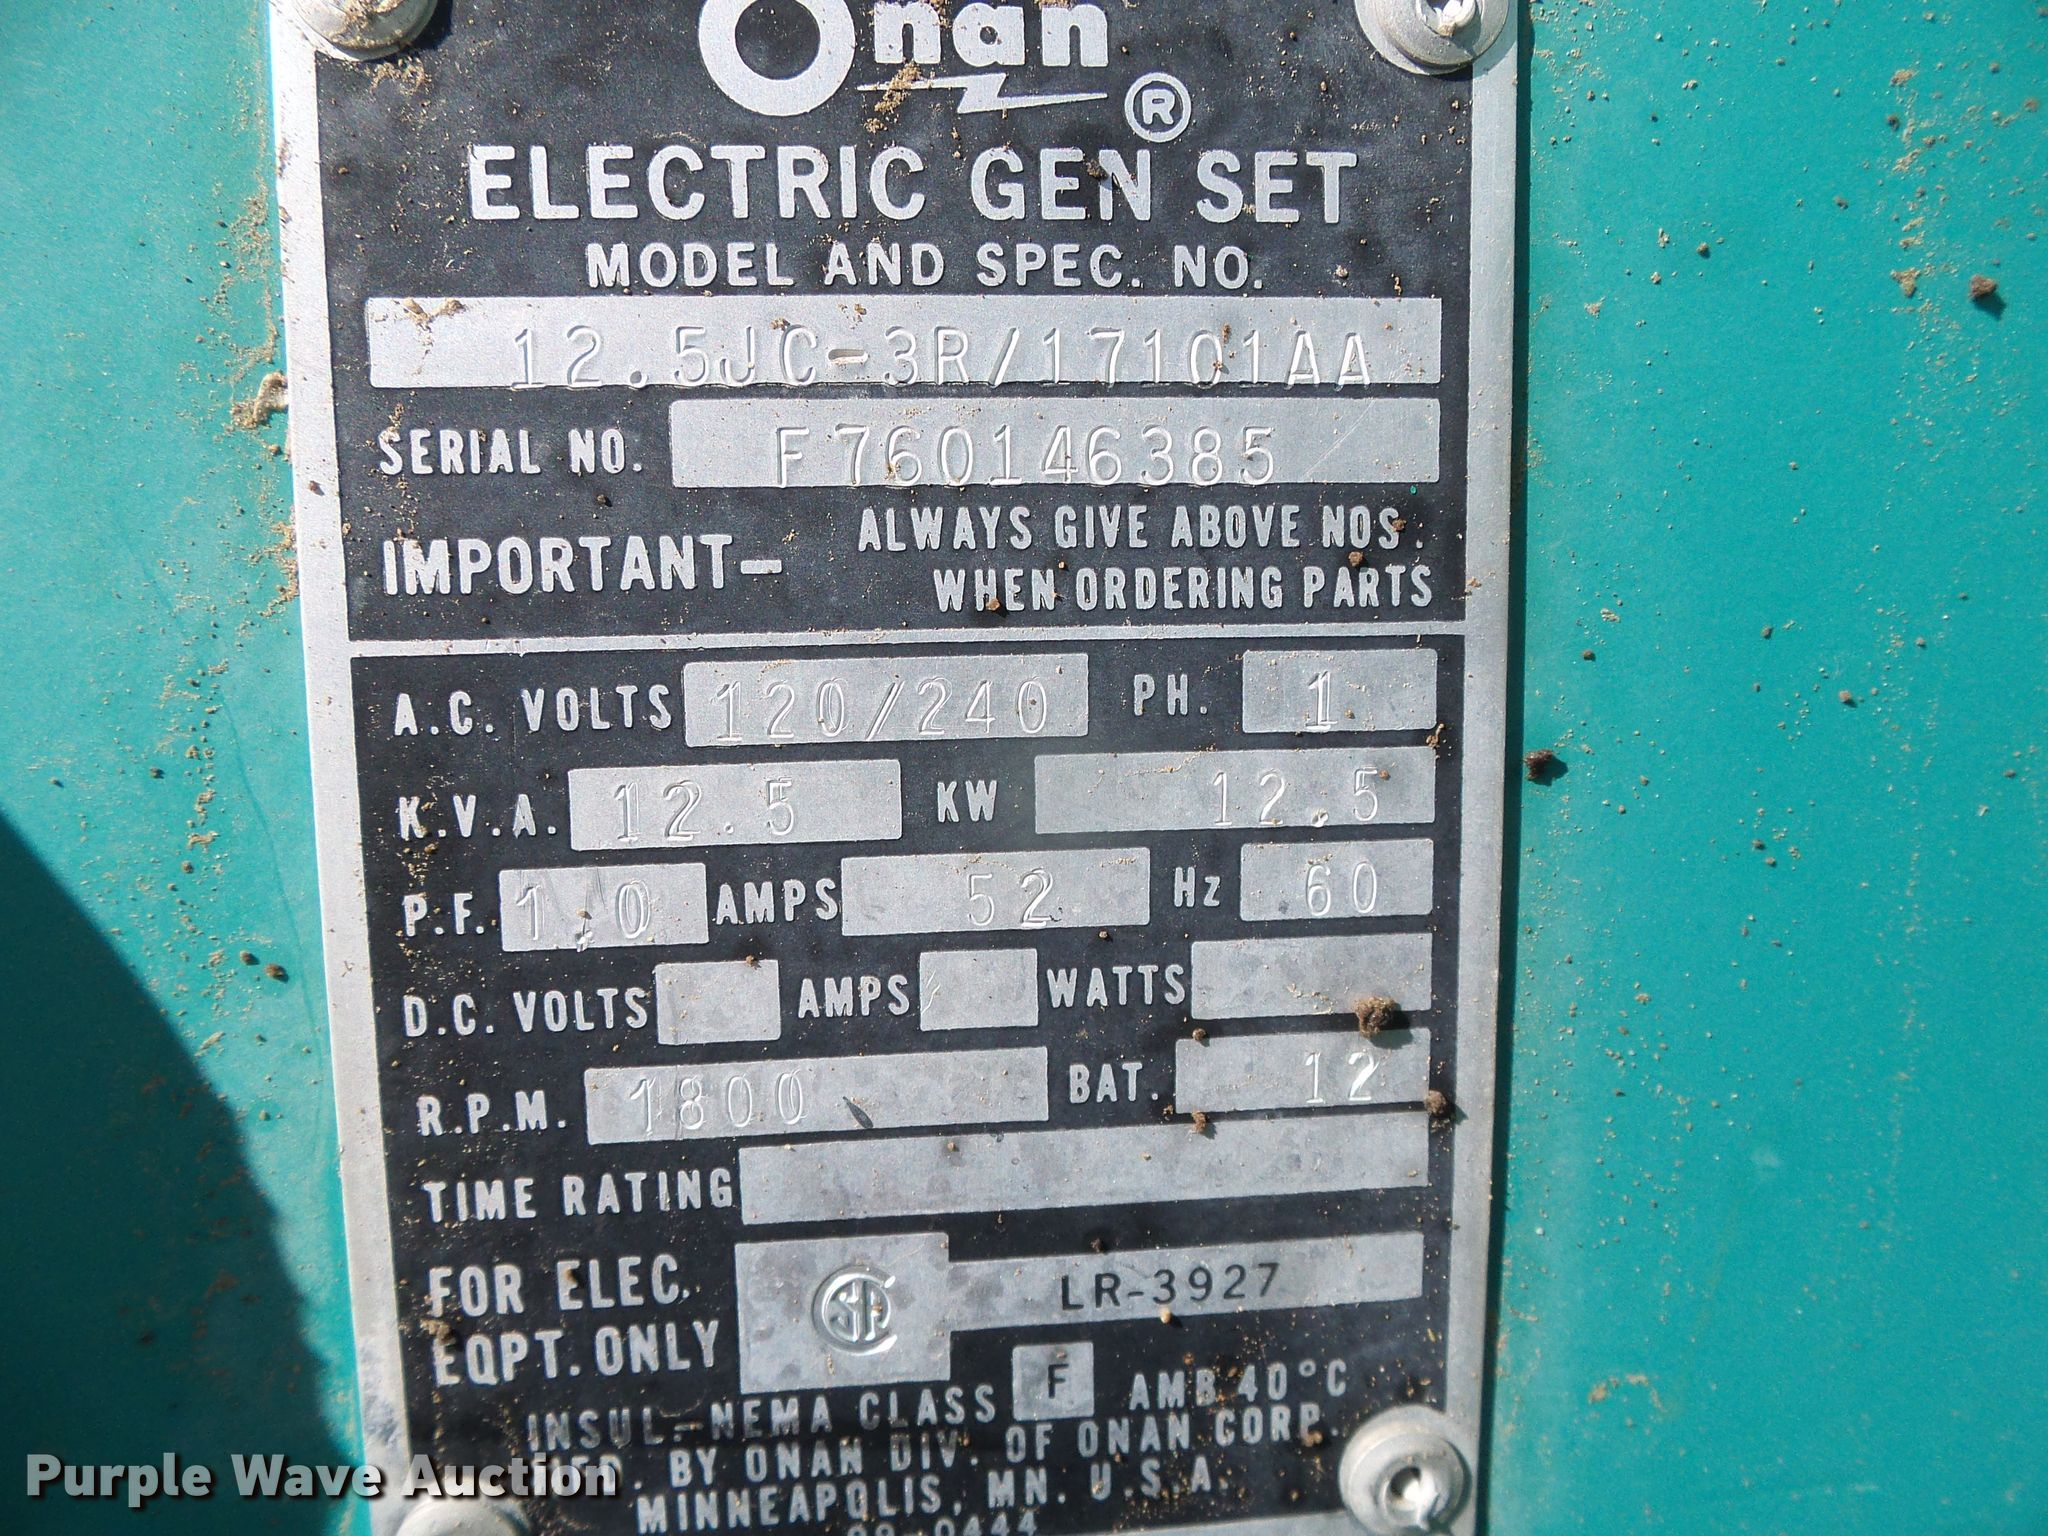 Onan ®
ELECTRIC GEN SET
MODEL AND SPEC. NO.
12.5JC-3R/17101AA
SERIAL NO. F760146385
IMPORTANT- ALWAYS GIVE ABOVE NOS.
WHEN ORDERING PARTS
A.C. VOLTS 120/240 PH. 1
K.V.A. 12.5 KW 12.5
P.F. 1.0 AMPS 52 Hz 60
D.C. VOLTS AMPS WATTS
R.P.M. 1800 BAT. 12
TIME RATING
FOR ELEC.
EQPT. ONLY
LR-3927
INSUL-NEMA CLASS F AMB 40°C
BY ONAN DIV. OF ONAN CORP.
MINNEAPOLIS, MN. U.S.A.
Purple Wave Auction